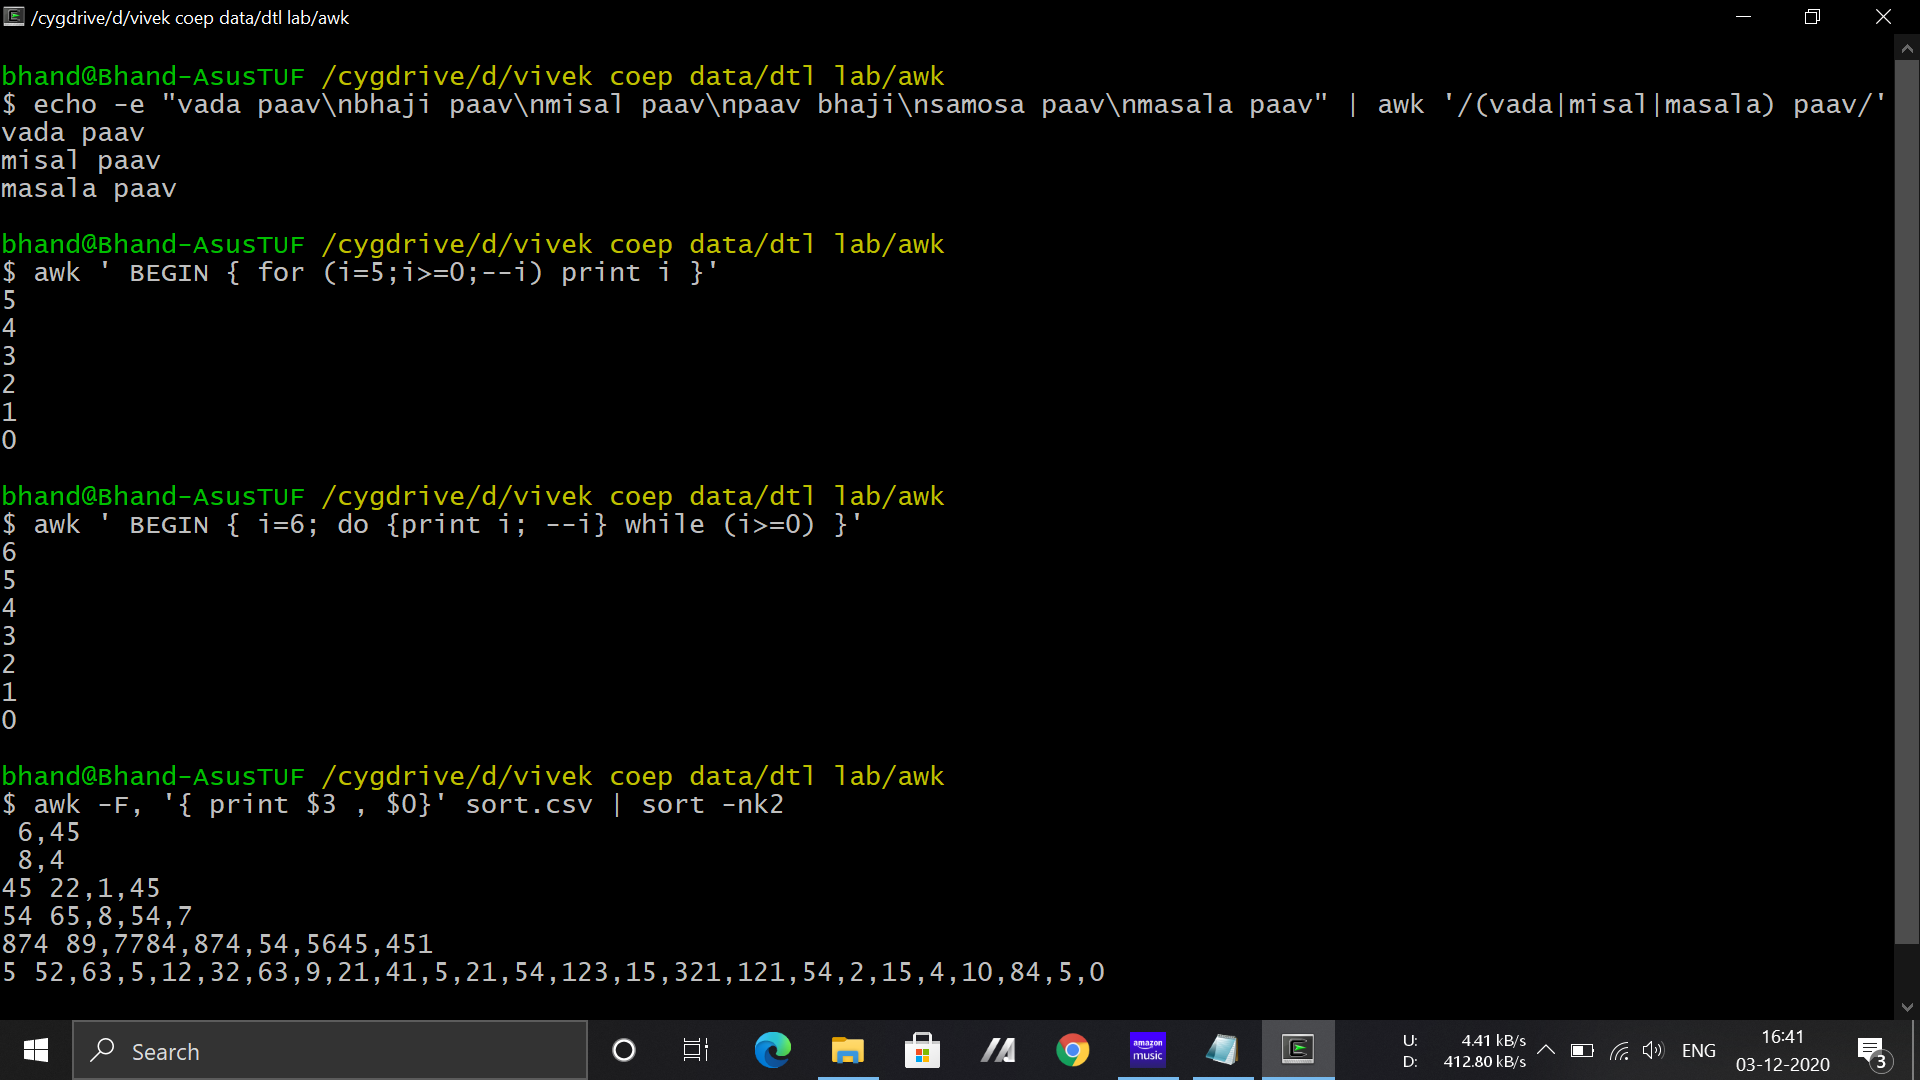 /cygdrive/d/vivek coep data/dtl lab/awk
bhand@Bhand-AsusTUF /cygdrive/d/vivek coep data/dtl lab/awk
$ echo -e "vada paav\nbhaji paav\nmisal paav\npaav bhaji\nsamosa paav\nmasala paav" | awk '/(vada|misal|masala) paav/'
vada paav
misal paav
masala paav
bhand@Bhand-AsusTUF /cygdrive/d/vivek coep data/dtl lab/awk
$ awk ' BEGIN { for (i=5;i>=0;--i) print i }'
5
4
3
2
1
0
bhand@Bhand-AsusTUF /cygdrive/d/vivek coep data/dtl lab/awk
$ awk ' BEGIN { i=6; do {print i; --i} while (i>=0) }'
6
5
4
3
2
1
0
bhand@Bhand-AsusTUF /cygdrive/d/vivek coep data/dtl lab/awk
$ awk -F, '{ print $3 , $0}' sort.csv | sort -nk2
 6,45
 8,4
45 22,1,45
54 65,8,54,7
874 89,7784,874,54,5645,451
5 52,63,5,12,32,63,9,21,41,5,21,54,123,15,321,121,54,2,15,4,10,84,5,0
Search
amazon
music
U: 4.41 kB/s
D: 412.80 kB/s
ENG
16:41
03-12-2020
3